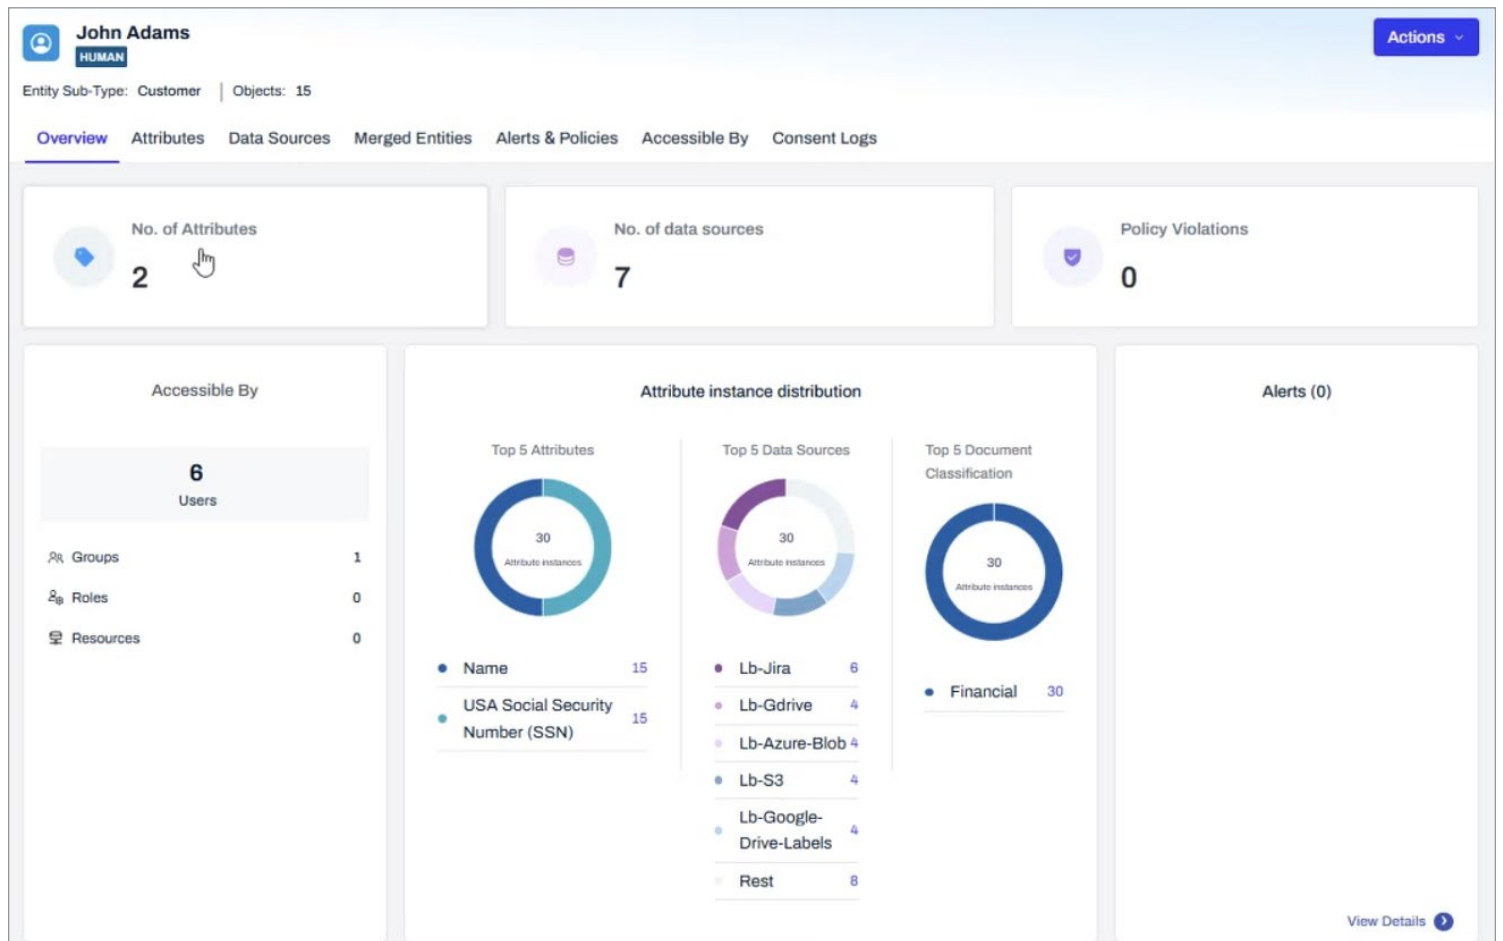 John Adams
HUMAN
Actions
Entity Sub-Type: Customer | Objects: 15
Overview Attributes Data Sources Merged Entities Alerts & Policies Accessible By Consent Logs
No. of Attributes
2
No. of data sources
7
Policy Violations
0
Accessible By
6
Users
Groups 1
Roles 0
Resources 0
Attribute instance distribution
Top 5 Attributes
30
Attribute instances
Name 15
USA Social Security
Number (SSN) 15
Top 5 Data Sources
30
Attribute instances
Lb-Jira 6
Lb-Gdrive 4
Lb-Azure-Blob 4
Lb-S3 4
Lb-Google-
Drive-Labels 4
Rest 8
Top 5 Document
Classification
30
Attribute instances
Financial 30
Alerts (0)
View Details